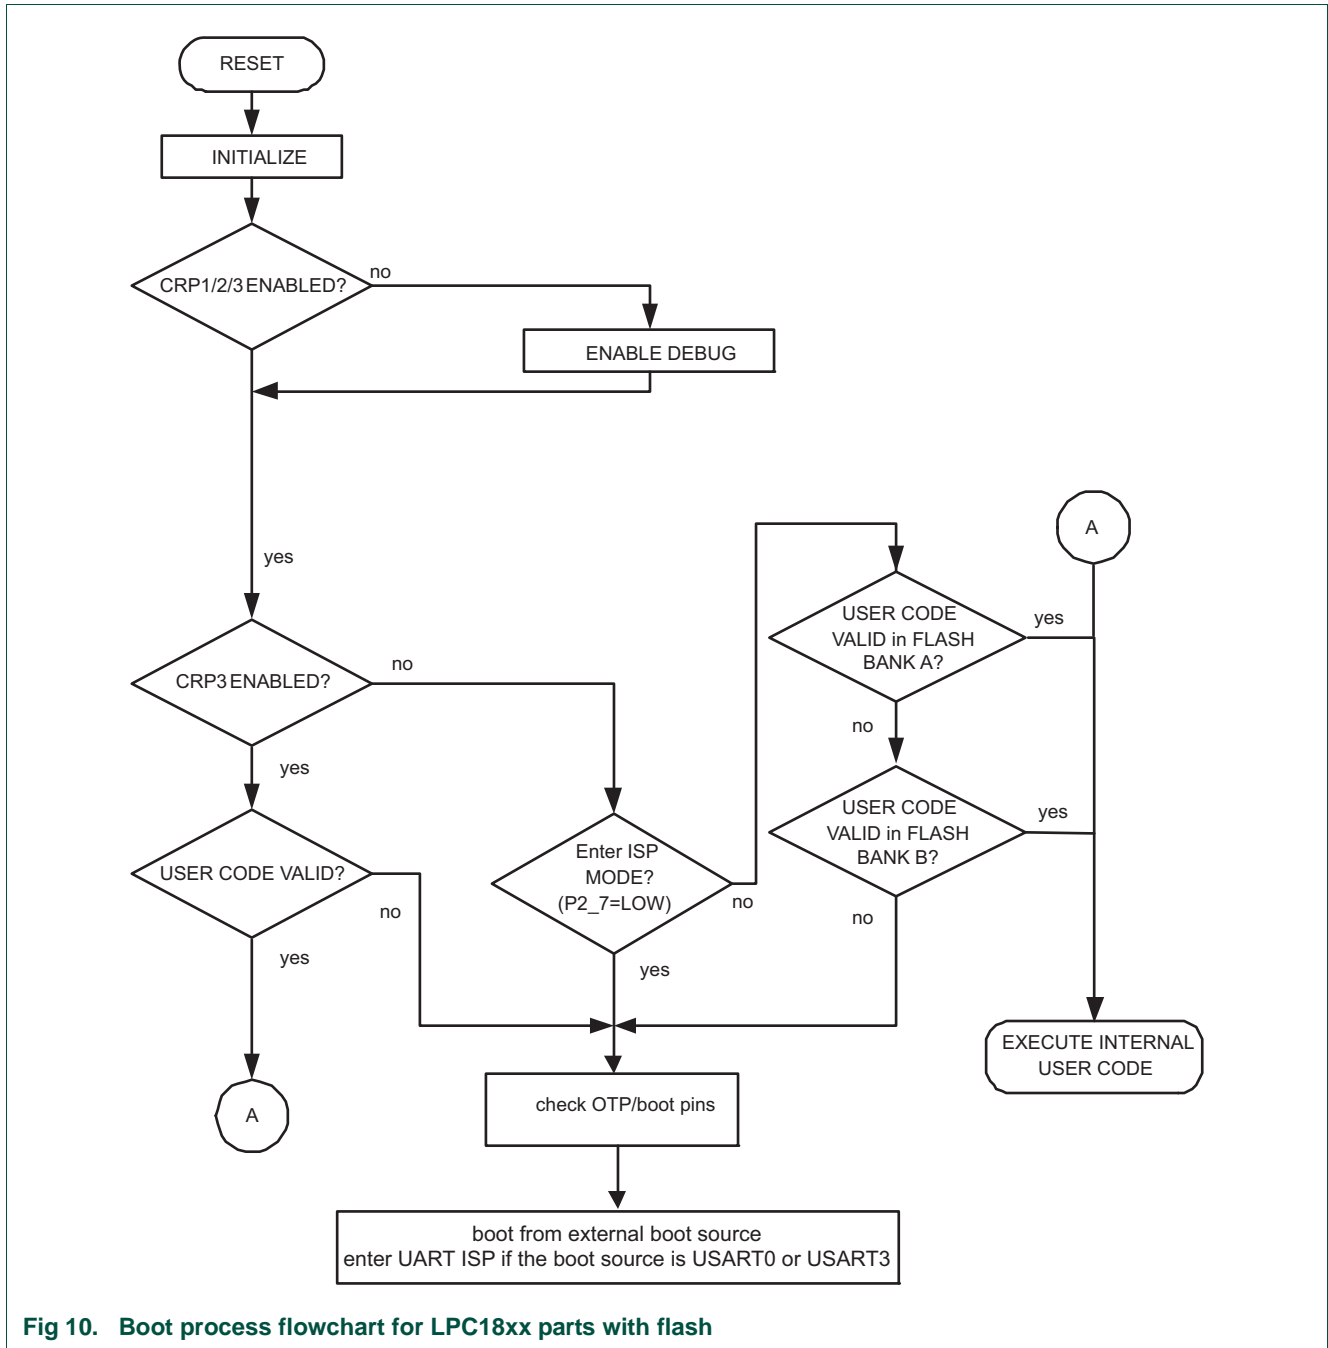 RESET
INITIALIZE
CRP1/2/3 ENABLED?
no
ENABLE DEBUG
yes
CRP3 ENABLED?
no
yes
USER CODE VALID?
no
yes
A
Enter ISP
MODE?
(P2_7=LOW)
no
yes
USER CODE
VALID in FLASH
BANK A?
yes
no
USER CODE
VALID in FLASH
BANK B?
yes
no
A
EXECUTE INTERNAL
USER CODE
check OTP/boot pins
boot from external boot source
enter UART ISP if the boot source is USART0 or USART3
Fig 10. Boot process flowchart for LPC18xx parts with flash